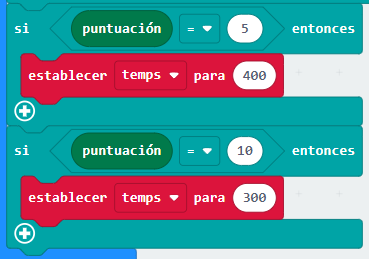 si puntuación = 5 entonces
establecer temps para 400
si puntuación = 10 entonces
establecer temps para 300